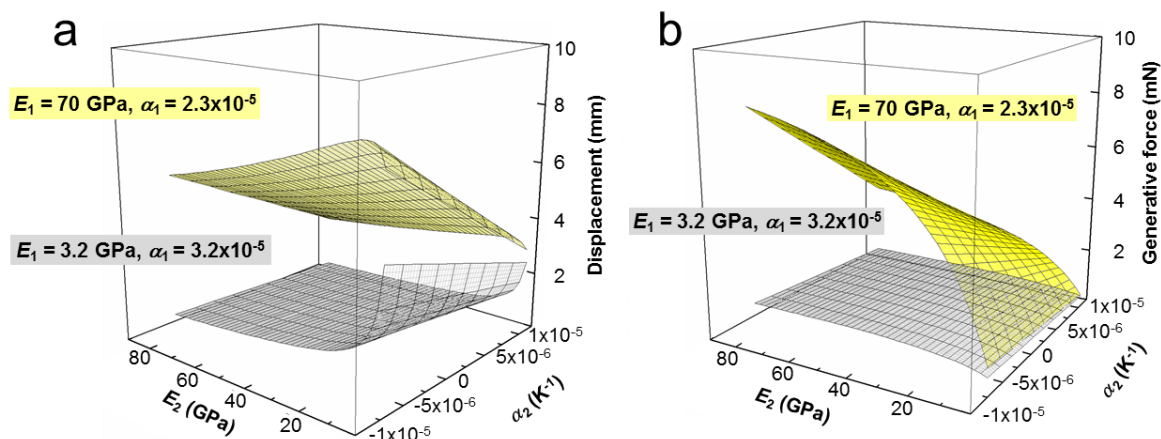 a
E₁ = 70 GPa, α₁ = 2.3x10⁻⁵
E₁ = 3.2 GPa, α₁ = 3.2x10⁻⁵
10
8
6
4
2
Displacement (mm)
80
60
40
20
E₂ (GPa)
1x10⁻⁵
5x10⁻⁶
0
-5x10⁻⁶
-1x10⁻⁵
α₂ (K⁻¹)
b
E₁ = 70 GPa, α₁ = 2.3x10⁻⁵
E₁ = 3.2 GPa, α₁ = 3.2x10⁻⁵
10
8
6
4
2
Generative force (mN)
80
60
40
20
E₂ (GPa)
1x10⁻⁵
5x10⁻⁶
0
-5x10⁻⁶
-1x10⁻⁵
α₂ (K⁻¹)